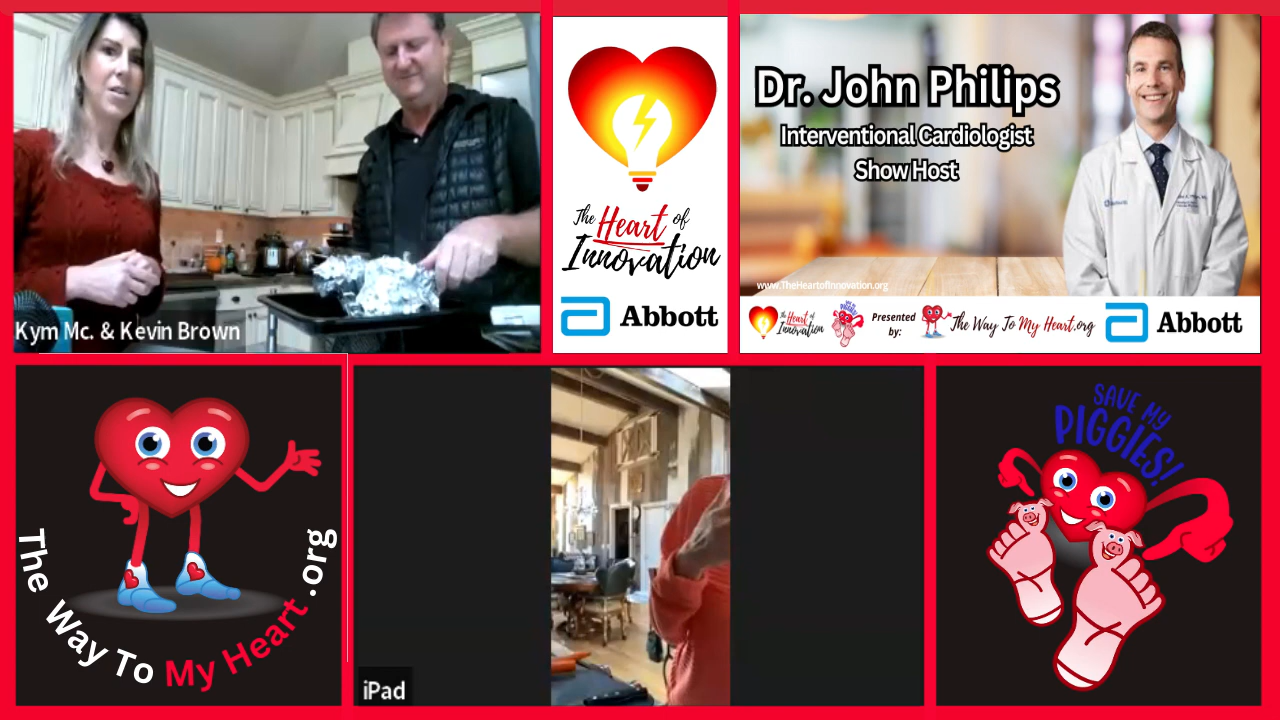 Kym Mc. & Kevin Brown
The Heart of
Innovation
Abbott
Dr. John Philips
Interventional Cardiologist
Show Host
www.TheHeartofInnovation.org
The Heart of
Innovation
Presented
by:
The Way To My Heart.org
Abbott
The Way To My Heart.org
iPad
SAVE MY
PIGGIES!